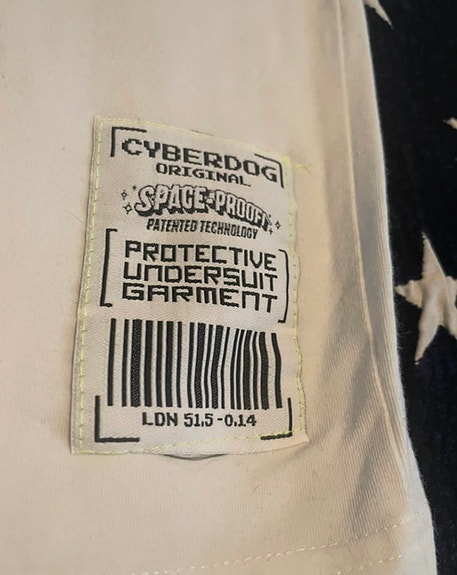 CYBERDOG
ORIGINAL
SPACE-PROOF!
PATENTED TECHNOLOGY
PROTECTIVE
UNDERSUIT
GARMENT
LDN 51.5 -0.14